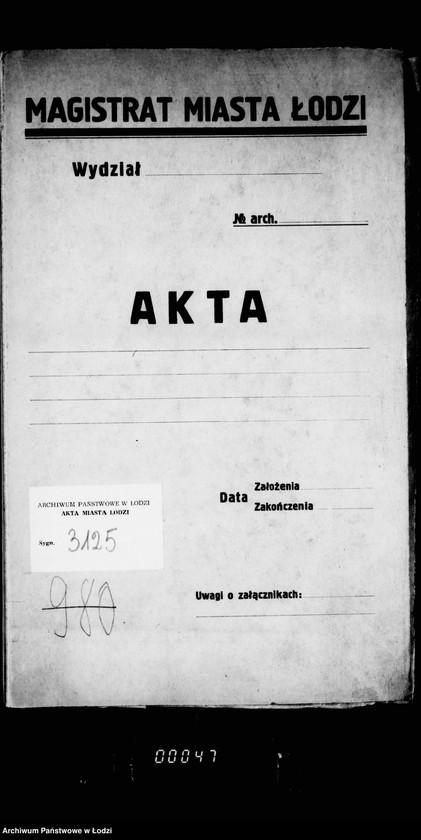 MAGISTRAT MIASTA ŁODZI
Wydział
№ arch.
AKTA
Data
Założenia
Zakończenia
ARCHIWUM PAŃSTWOWE W ŁODZI
AKTA MIASTA ŁODZI
Sygn. 3125
980
Uwagi o załącznikach:
00047
Archiwum Państwowe w Łodzi